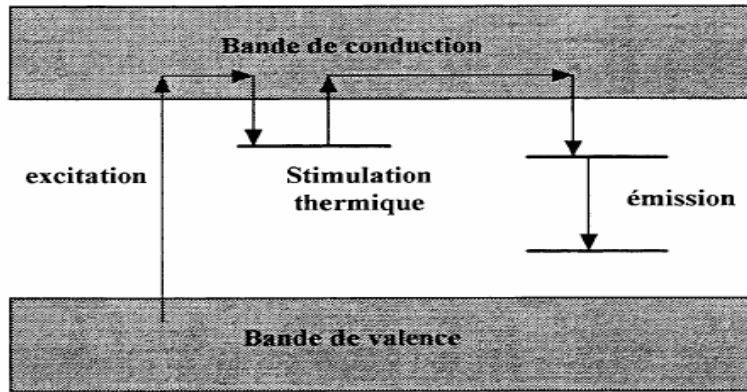 Bande de conduction
excitation
Stimulation
thermique
émission
Bande de valence